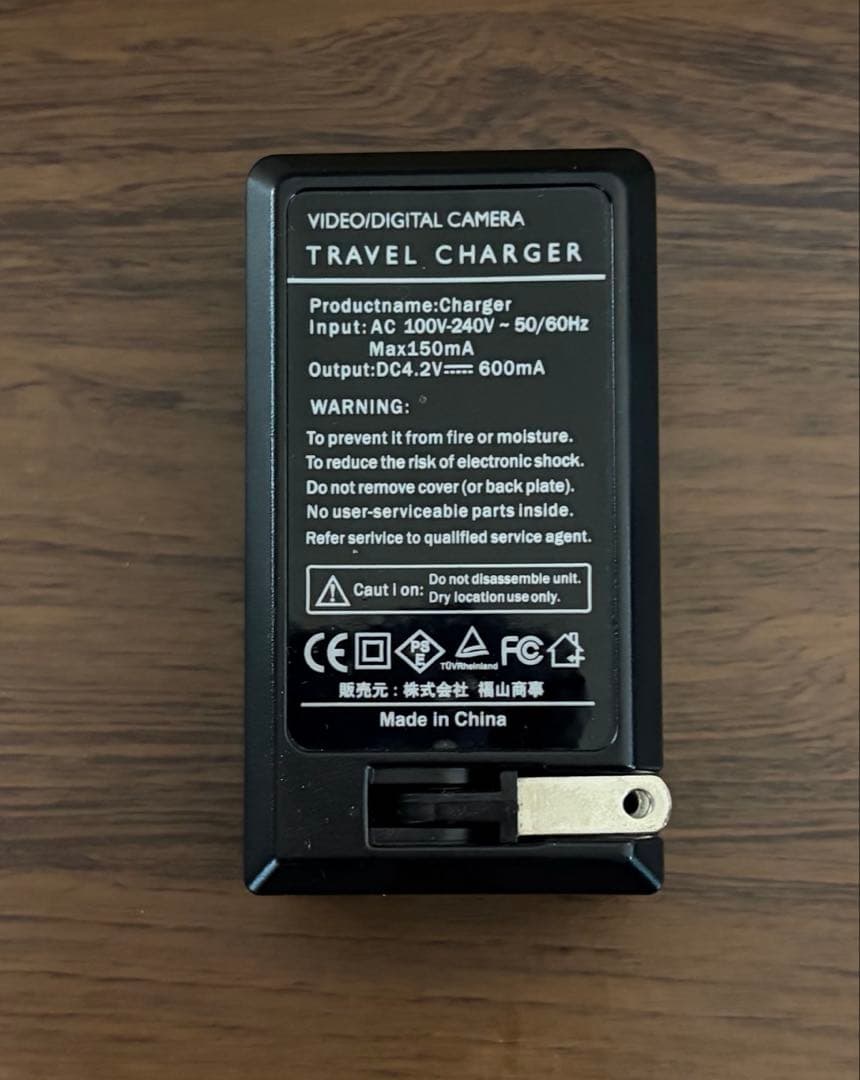 VIDEO/DIGITAL CAMERA
TRAVEL CHARGER
Productname:Charger
Input: AC 100V-240V ~ 50/60Hz
Max150mA
Output:DC4.2V⎓ 600mA
WARNING:
To prevent it from fire or moisture.
To reduce the risk of electronic shock.
Do not remove cover (or back plate).
No user-serviceable parts inside.
Refer serivice to qualified service agent.
Caut I on: Do not disassemble unit.
Dry location use only.
CE PS E TÜVRheinland FC
販売元:株式会社 福山商事
Made in China